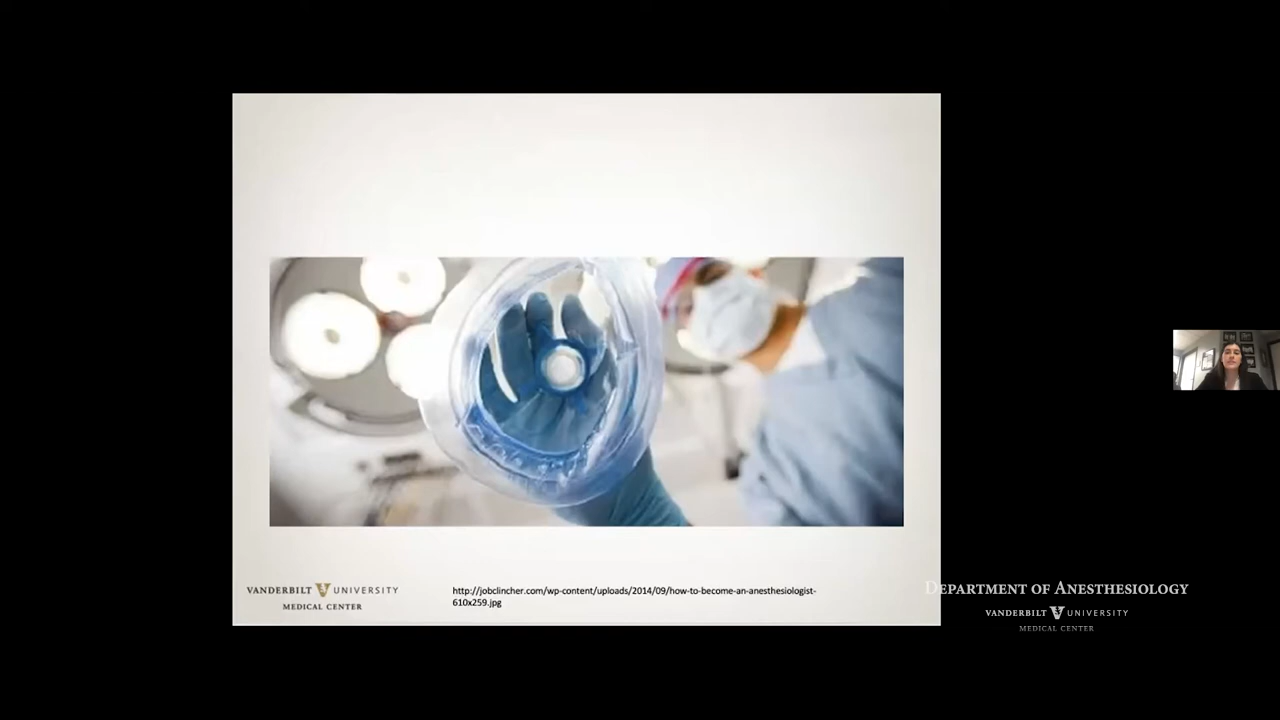 VANDERBILT UNIVERSITY
MEDICAL CENTER
http://jobclincher.com/wp-content/uploads/2014/09/how-to-become-an-anesthesiologist-
610x259.jpg
DEPARTMENT OF ANESTHESIOLOGY
VANDERBILT UNIVERSITY
MEDICAL CENTER